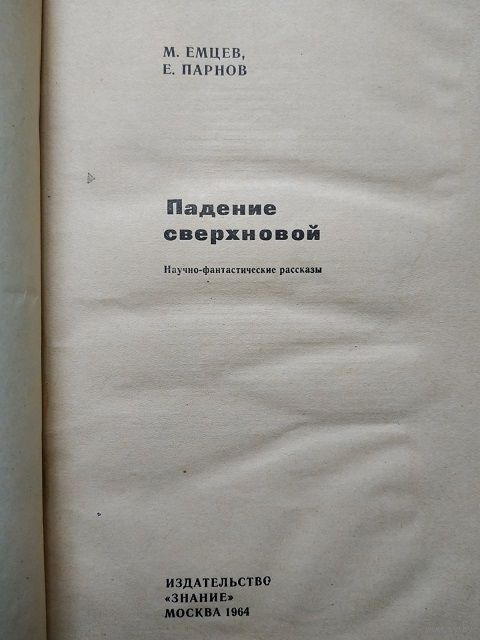 М. ЕМЦЕВ,
Е. ПАРНОВ
Падение
сверхновой
Научно-фантастические рассказы
ИЗДАТЕЛЬСТВО
«ЗНАНИЕ»
МОСКВА 1964